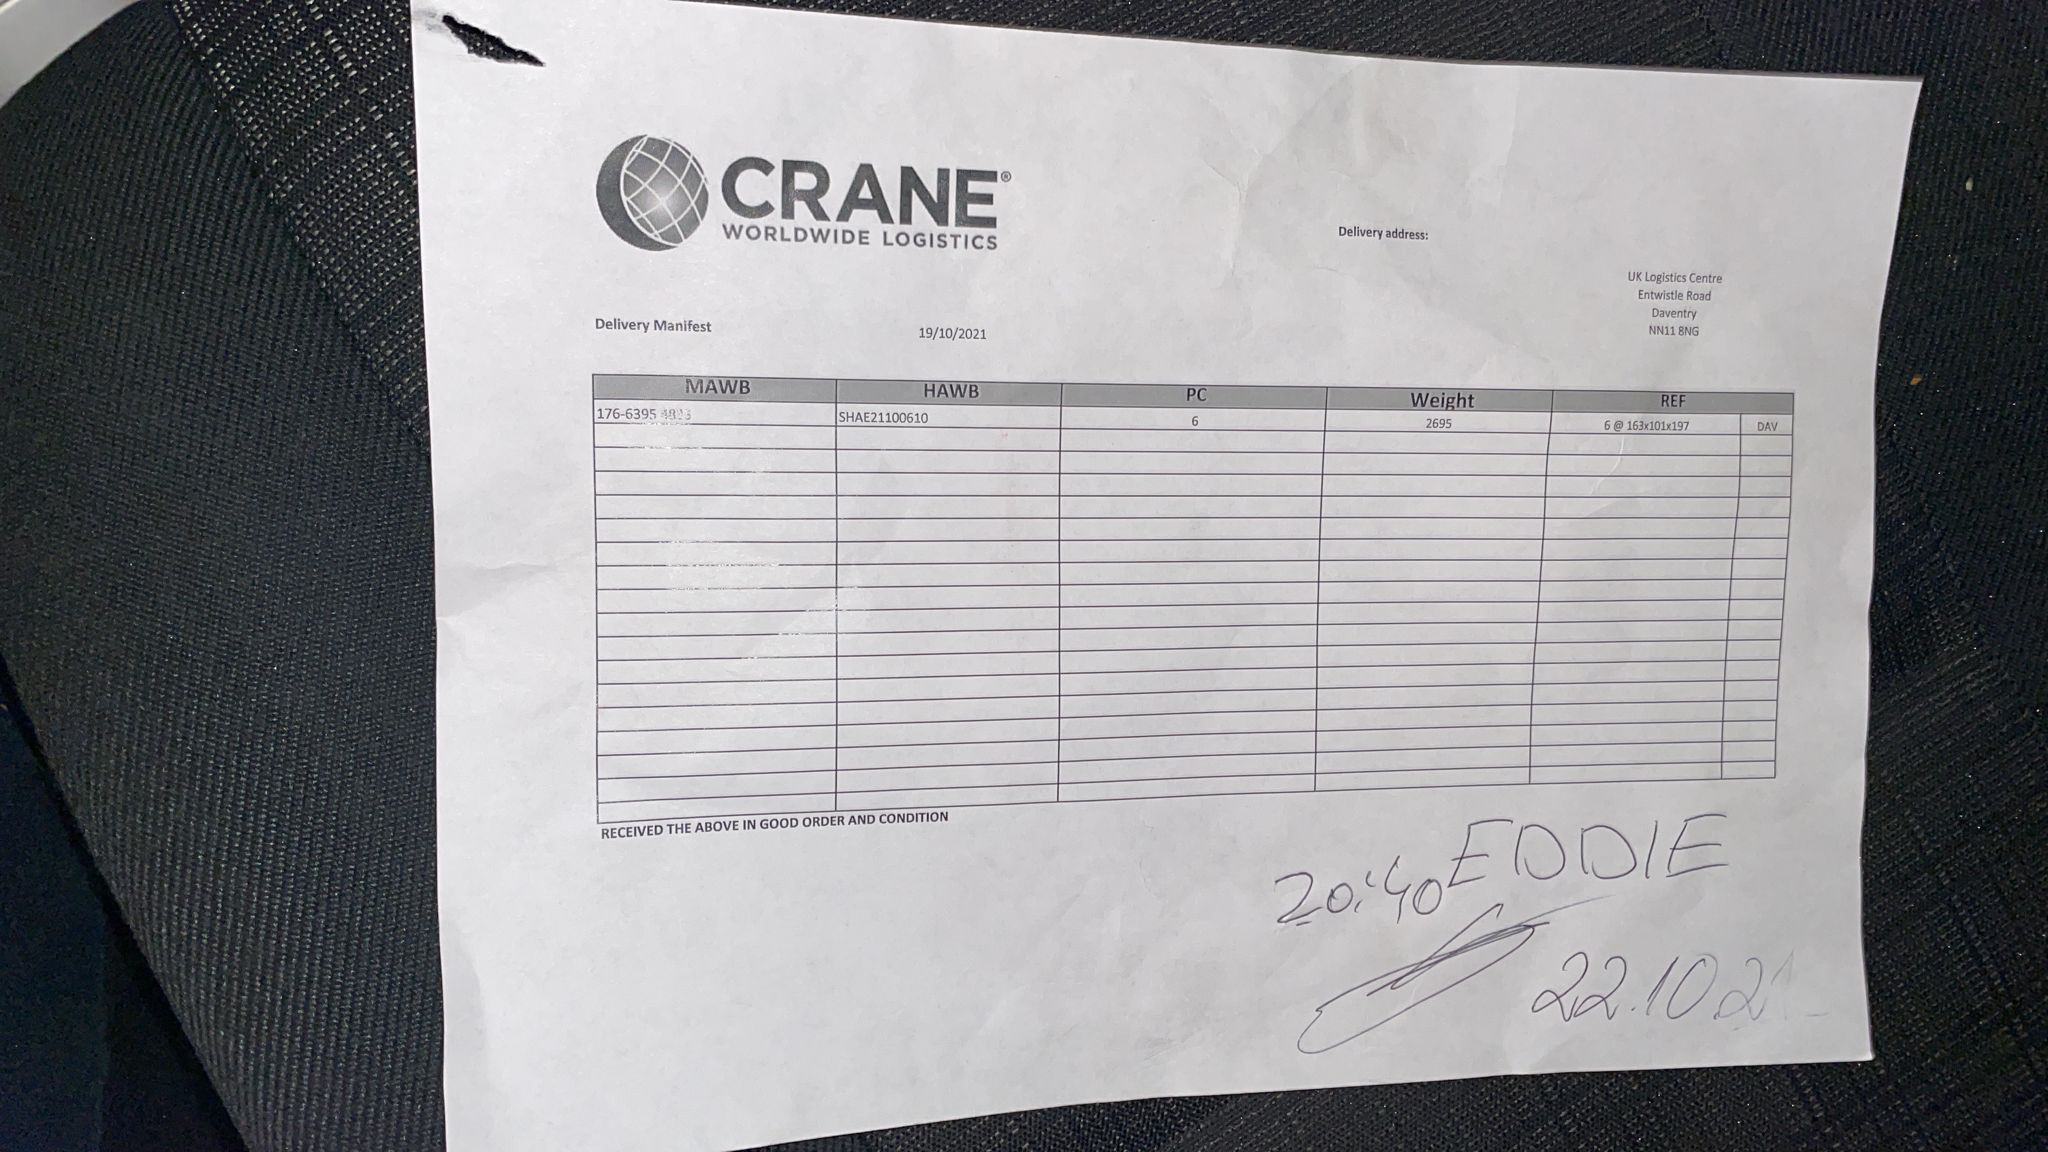 CRANE®
WORLDWIDE LOGISTICS
Delivery address:
UK Logistics Centre
Entwistle Road
Daventry
NN11 8NG
Delivery Manifest 19/10/2021
MAWB HAWB PC Weight REF
176-6395 SHAE21100610 6 2695 6 @ 163x101x197 DAV
RECEIVED THE ABOVE IN GOOD ORDER AND CONDITION
20:40 EDDIE
22.10.21